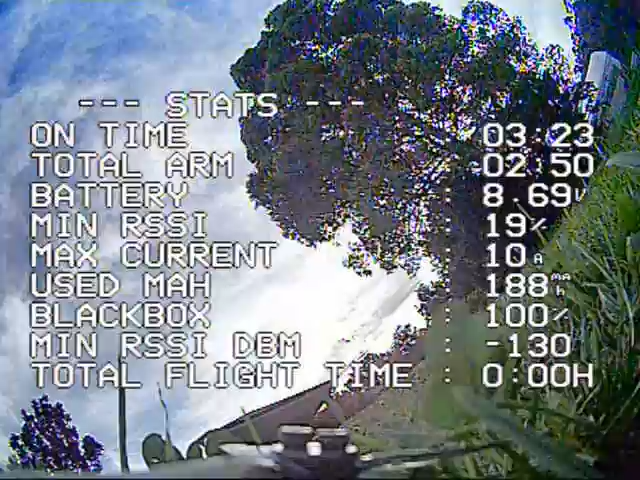 --- STATS ---
ON TIME : 03:23
TOTAL ARM : 02:50
BATTERY : 8.69V
MIN RSSI : 19%
MAX CURRENT : 10A
USED MAH : 188mAh
BLACKBOX : 100%
MIN RSSI DBM : -130
TOTAL FLIGHT TIME : 0:00H